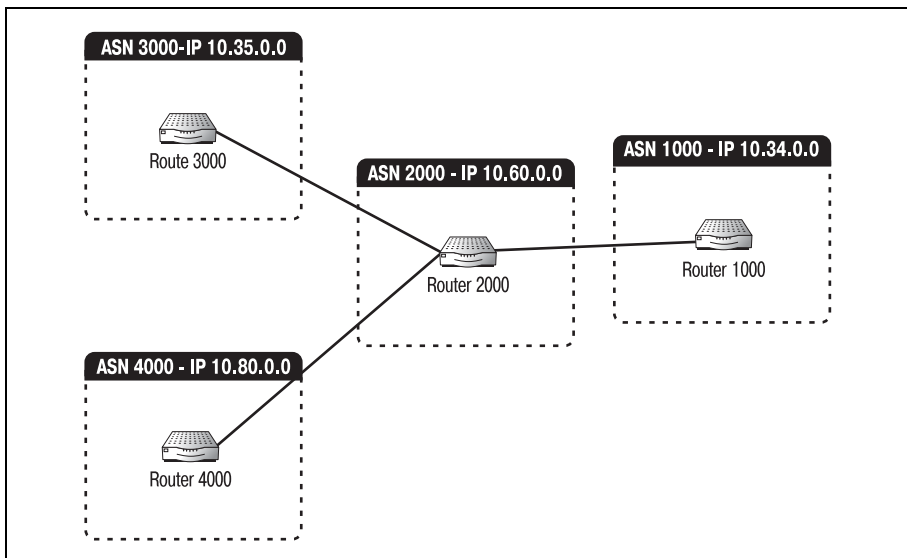 ASN 3000-IP 10.35.0.0
Route 3000
ASN 2000 - IP 10.60.0.0
Router 2000
ASN 1000 - IP 10.34.0.0
Router 1000
ASN 4000 - IP 10.80.0.0
Router 4000